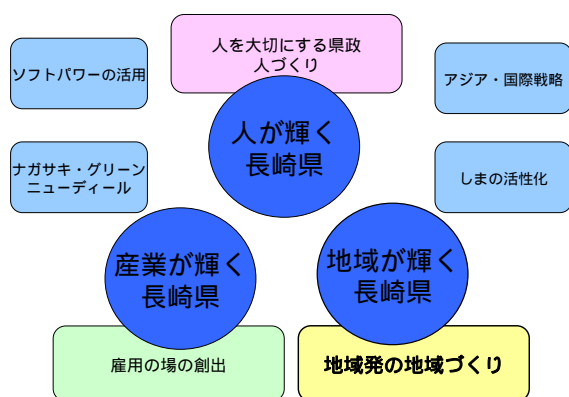 人を大切にする県政
人づくり
ソフトパワーの活用
アジア・国際戦略
人が輝く
長崎県
ナガサキ・グリーン
ニューディール
しまの活性化
産業が輝く
長崎県
地域が輝く
長崎県
雇用の場の創出
地域発の地域づくり